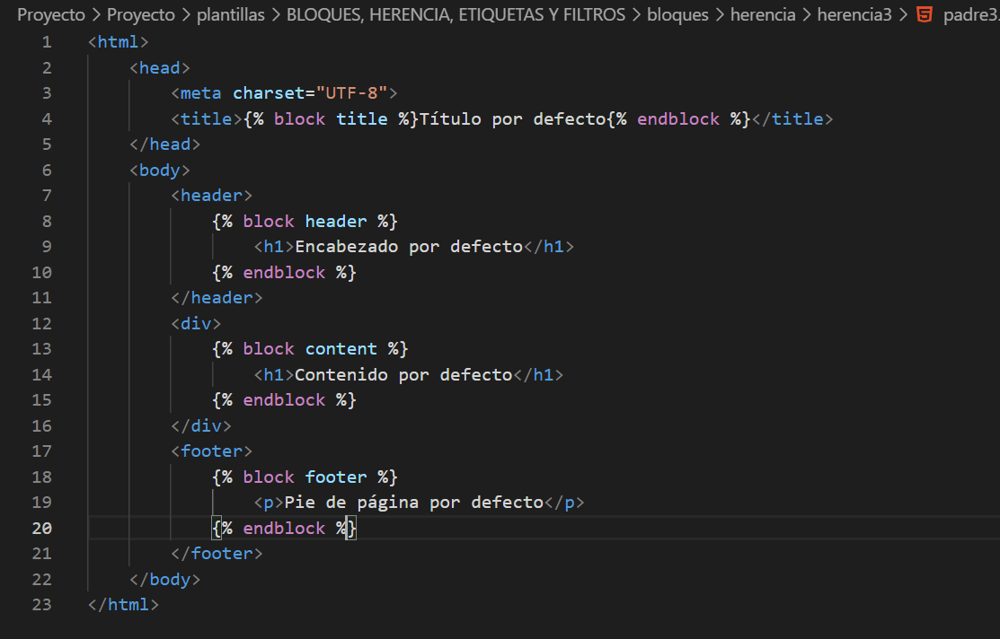 Proyecto > Proyecto > plantillas > BLOQUES, HERENCIA, ETIQUETAS Y FILTROS > bloques > herencia > herencia3 > padre3.
1 <html>
2     <head>
3         <meta charset="UTF-8">
4         <title>{% block title %}Título por defecto{% endblock %}</title>
5     </head>
6     <body>
7         <header>
8             {% block header %}
9                 <h1>Encabezado por defecto</h1>
10             {% endblock %}
11         </header>
12         <div>
13             {% block content %}
14                 <h1>Contenido por defecto</h1>
15             {% endblock %}
16         </div>
17         <footer>
18             {% block footer %}
19                 <p>Pie de página por defecto</p>
20             {% endblock %}
21         </footer>
22     </body>
23 </html>